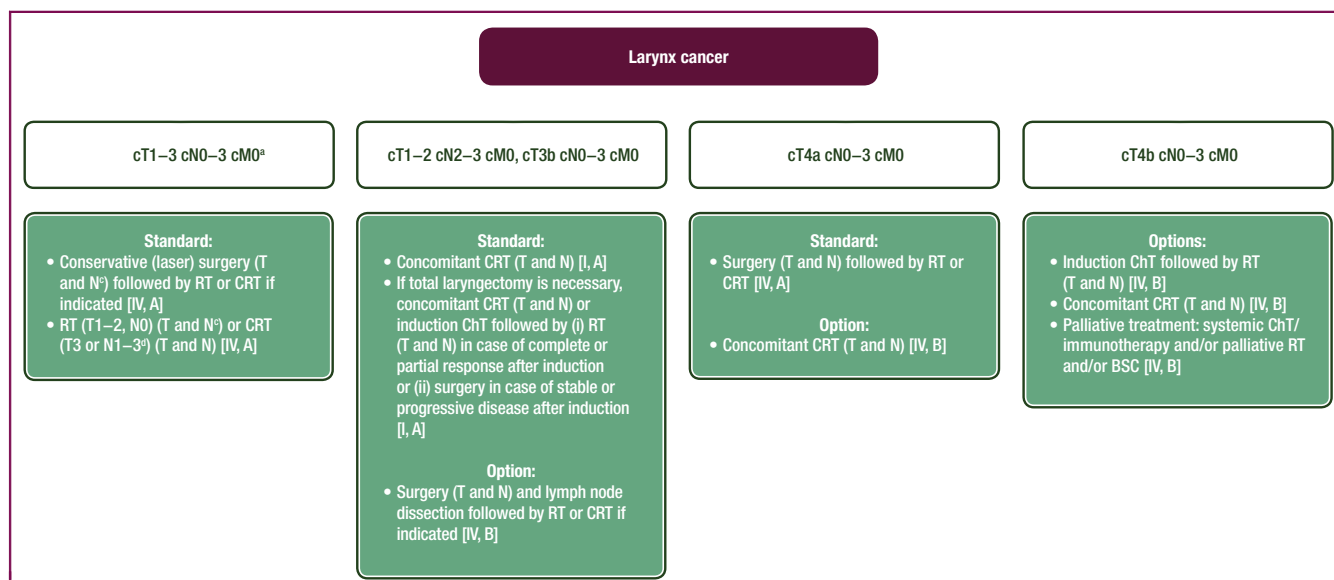 Larynx cancer
cT1–3 cN0–3 cM0ᵃ
cT1–2 cN2–3 cM0, cT3b cN0–3 cM0
cT4a cN0–3 cM0
cT4b cN0–3 cM0
Standard:
• Conservative (laser) surgery (T
and Nᶜ) followed by RT or CRT if
indicated [IV, A]
• RT (T1–2, N0) (T and Nᶜ) or CRT
(T3 or N1–3ᵈ) (T and N) [IV, A]
Standard:
• Concomitant CRT (T and N) [I, A]
• If total laryngectomy is necessary,
concomitant CRT (T and N) or
induction ChT followed by (i) RT
(T and N) in case of complete or
partial response after induction
or (ii) surgery in case of stable or
progressive disease after induction
[I, A]
Option:
• Surgery (T and N) and lymph node
dissection followed by RT or CRT if
indicated [IV, B]
Standard:
• Surgery (T and N) followed by RT or
CRT [IV, A]
Option:
• Concomitant CRT (T and N) [IV, B]
Options:
• Induction ChT followed by RT
(T and N) [IV, B]
• Concomitant CRT (T and N) [IV, B]
• Palliative treatment: systemic ChT/
immunotherapy and/or palliative RT
and/or BSC [IV, B]